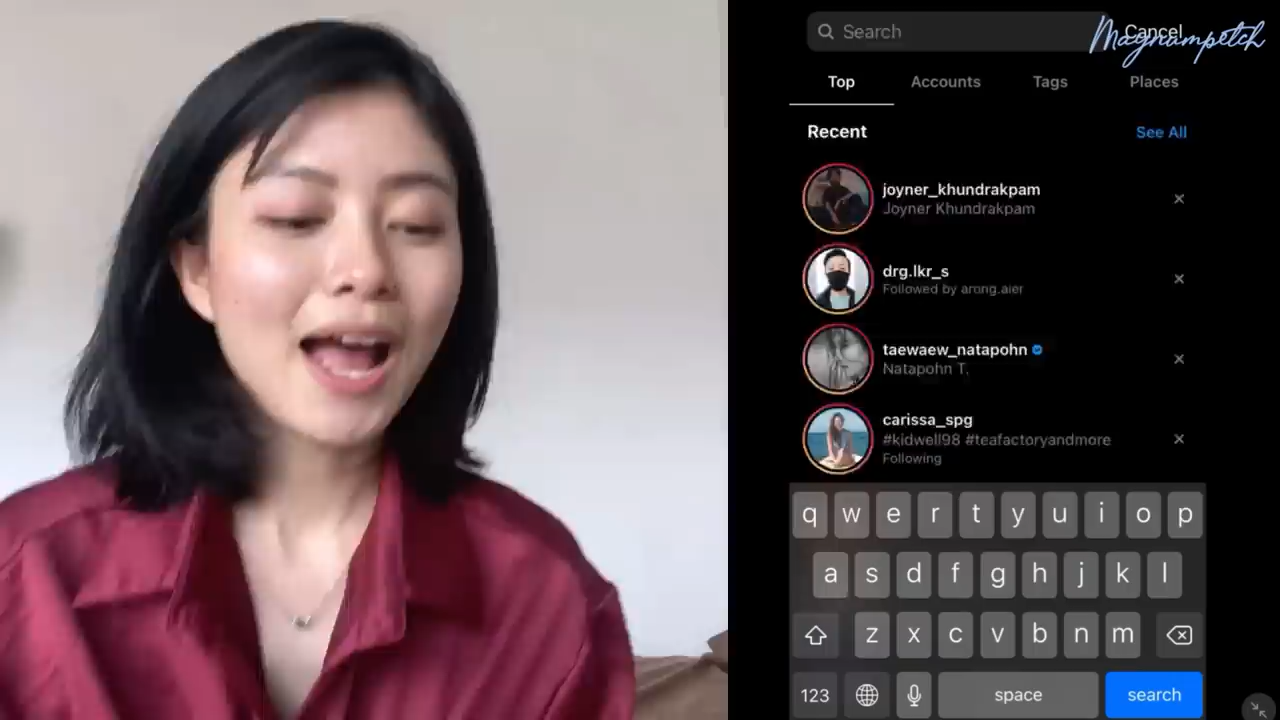 Search
Cancel
Magnampetch
Top
Accounts
Tags
Places
Recent
See All
joyner_khundrakpam
Joyner Khundrakpam
drg.lkr_s
Followed by arong.aier
taewaew_natapohn
Natapohn T.
carissa_spg
#kidwell98 #teafactoryandmore
Following
q w e r t y u i o p
a s d f g h j k l
z x c v b n m
123
space
search